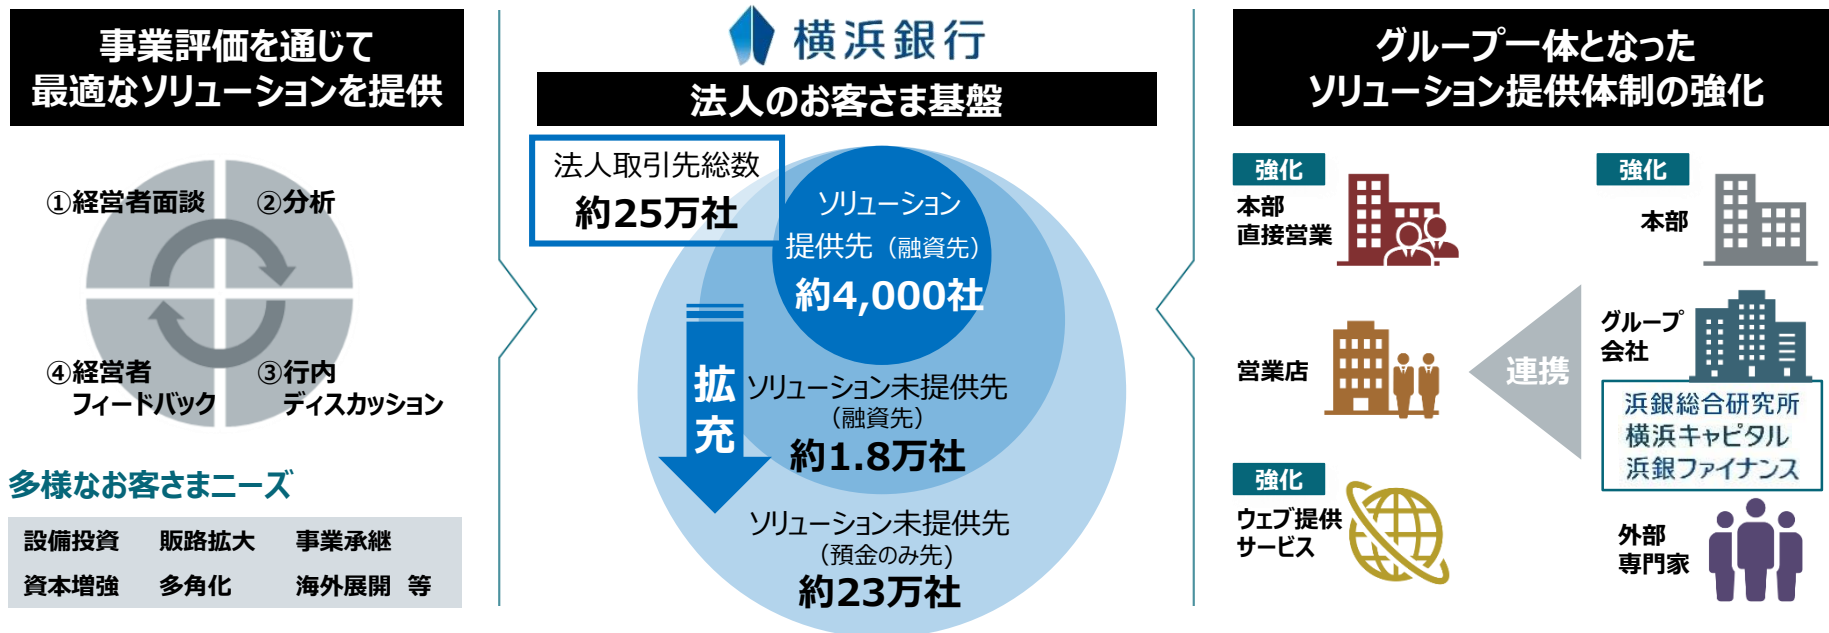 事業評価を通じて
最適なソリューションを提供
①経営者面談
②分析
④経営者
フィードバック
③行内
ディスカッション
多様なお客さまニーズ
設備投資 販路拡大 事業承継
資本増強 多角化 海外展開 等
横浜銀行
法人のお客さま基盤
法人取引先総数
約25万社
ソリューション
提供先（融資先）
約4,000社
拡充
ソリューション未提供先
（融資先）
約1.8万社
ソリューション未提供先
（預金のみ先）
約23万社
グループ一体となった
ソリューション提供体制の強化
強化
本部
直接営業
営業店
強化
ウェブ提供
サービス
連携
強化
本部
グループ
会社
浜銀総合研究所
横浜キャピタル
浜銀ファイナンス
外部
専門家